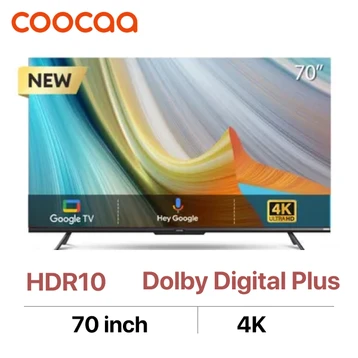 coocaa
NEW
70"
Google TV
Hey Google
4K
ULTRA HD
HDR10
Dolby Digital Plus
70 inch
4K